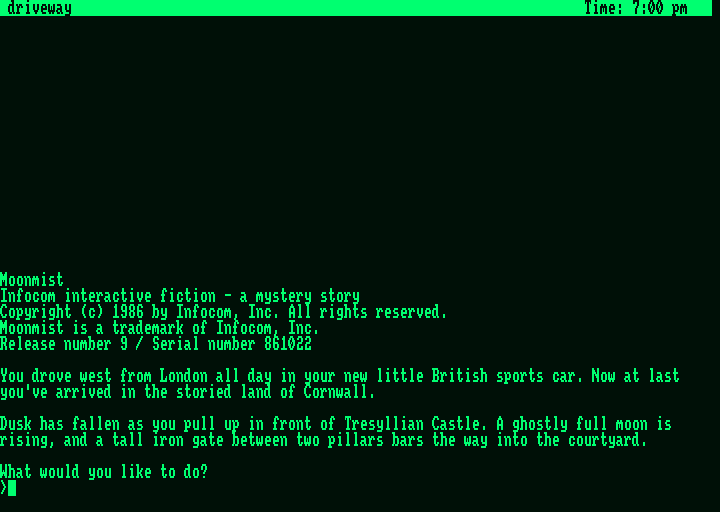 driveway Time: 7:00 pm
Moonmist
Infocom interactive fiction - a mystery story
Copyright (c) 1986 by Infocom, Inc. All rights reserved.
Moonmist is a trademark of Infocom, Inc.
Release number 9 / Serial number 861022
You drove west from London all day in your new little British sports car. Now at last
you've arrived in the storied land of Cornwall.
Dusk has fallen as you pull up in front of Tresyllian Castle. A ghostly full moon is
rising, and a tall iron gate between two pillars bars the way into the courtyard.
What would you like to do?
>